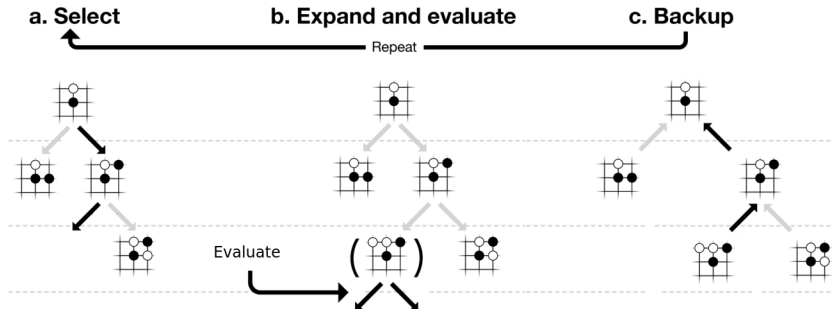 a. Select
b. Expand and evaluate
c. Backup
Repeat
Evaluate
( )